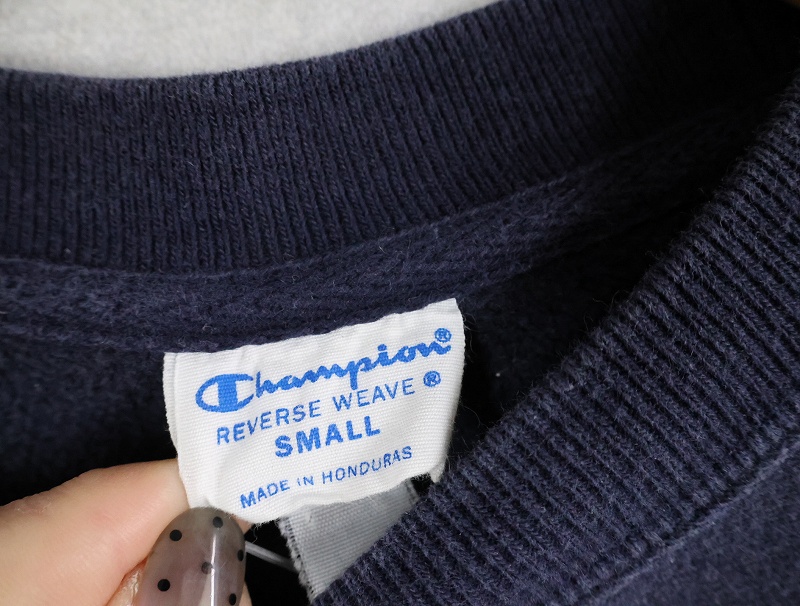 Champion®
REVERSE WEAVE ®
SMALL
MADE IN HONDURAS